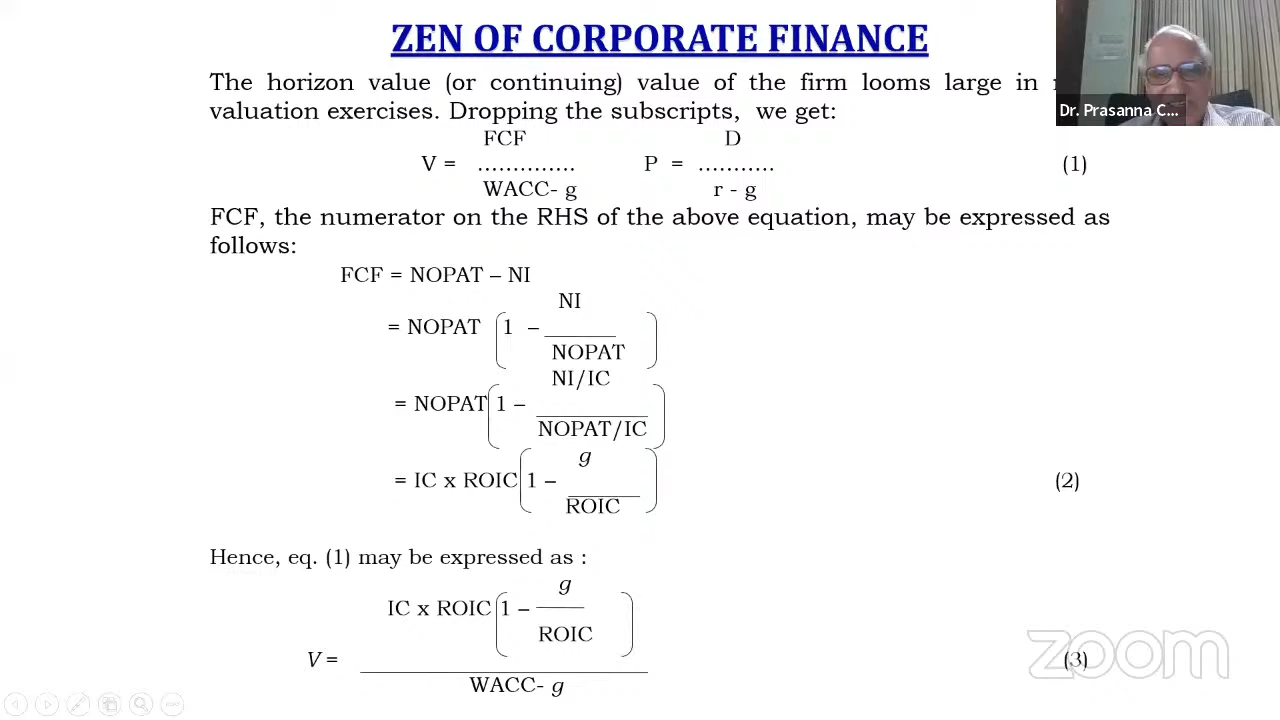 ZEN OF CORPORATE FINANCE
The horizon value (or continuing) value of the firm looms large in
valuation exercises. Dropping the subscripts, we get:
FCF D
V = .............. P = ........... (1)
WACC- g r - g
FCF, the numerator on the RHS of the above equation, may be expressed as
follows:
FCF = NOPAT – NI
NI
= NOPAT 1 –
NOPAT
NI/IC
= NOPAT 1 –
NOPAT/IC
g
= IC x ROIC 1 – (2)
ROIC
Hence, eq. (1) may be expressed as :
g
IC x ROIC 1 –
ROIC
V = (3)
WACC- g
Dr. Prasanna C...
zoom